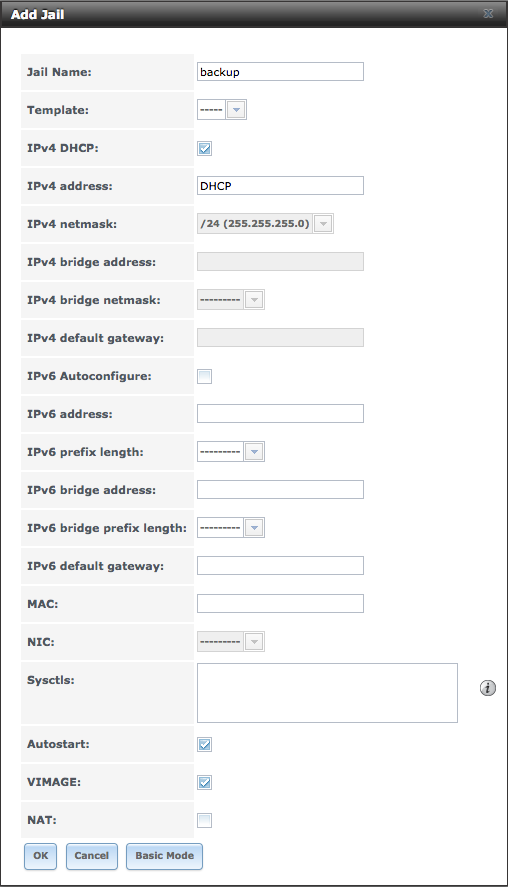 Add Jail
Jail Name: backup
Template: -----
IPv4 DHCP:
IPv4 address: DHCP
IPv4 netmask: /24 (255.255.255.0)
IPv4 bridge address:
IPv4 bridge netmask: ---------
IPv4 default gateway:
IPv6 Autoconfigure:
IPv6 address:
IPv6 prefix length: ---------
IPv6 bridge address:
IPv6 bridge prefix length: ---------
IPv6 default gateway:
MAC:
NIC: ---------
Sysctls:
i
Autostart:
VIMAGE:
NAT:
OK Cancel Basic Mode